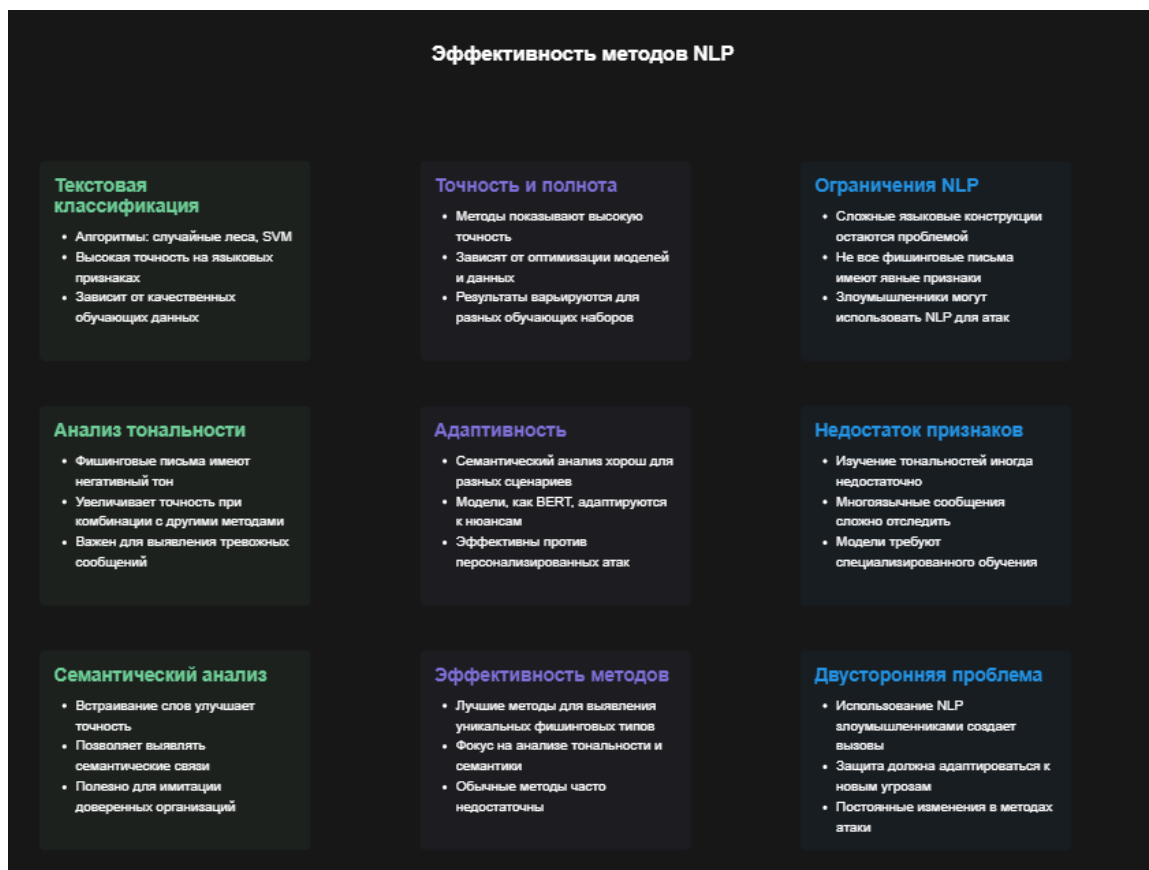 Эффективность методов NLP
Текстовая
классификация
• Алгоритмы: случайные леса, SVM
• Высокая точность на языковых
признаках
• Зависит от качественных
обучающих данных
Точность и полнота
• Методы показывают высокую
точность
• Зависят от оптимизации моделей
и данных
• Результаты варьируются для
разных обучающих наборов
Ограничения NLP
• Сложные языковые конструкции
остаются проблемой
• Не все фишинговые письма
имеют явные признаки
• Злоумышленники могут
использовать NLP для атак
Анализ тональности
• Фишинговые письма имеют
негативный тон
• Увеличивает точность при
комбинации с другими методами
• Важен для выявления тревожных
сообщений
Адаптивность
• Семантический анализ хорош для
разных сценариев
• Модели, как BERT, адаптируются
к нюансам
• Эффективны против
персонализированных атак
Недостаток признаков
• Изучение тональностей иногда
недостаточно
• Многоязычные сообщения
сложно отследить
• Модели требуют
специализированного обучения
Семантический анализ
• Встраивание слов улучшает
точность
• Позволяет выявлять
семантические связи
• Полезно для имитации
доверенных организаций
Эффективность методов
• Лучшие методы для выявления
уникальных фишинговых типов
• Фокус на анализе тональности и
семантики
• Обычные методы часто
недостаточны
Двусторонняя проблема
• Использование NLP
злоумышленниками создает
вызовы
• Защита должна адаптироваться к
новым угрозам
• Постоянные изменения в методах
атаки